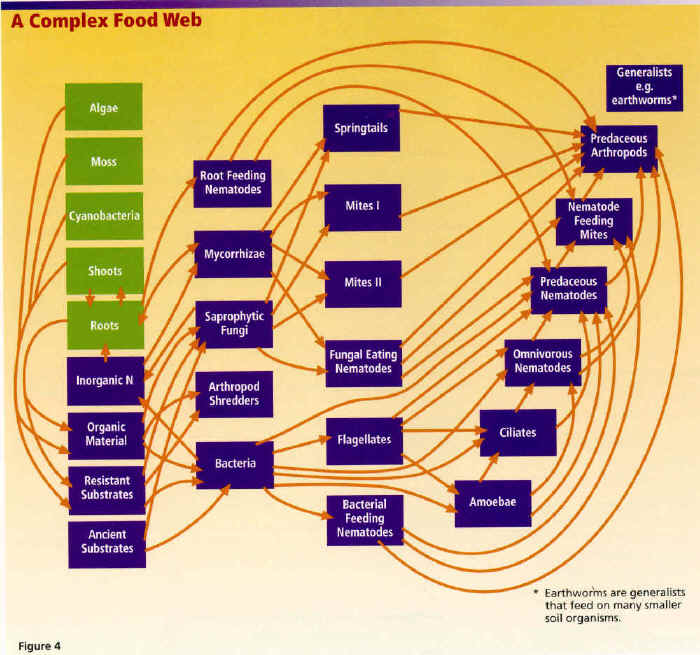 A Complex Food Web
Generalists
e.g.
earthworms*
Algae
Moss
Cyanobacteria
Shoots
Roots
Inorganic N
Organic
Material
Resistant
Substrates
Ancient
Substrates
Root Feeding
Nematodes
Mycorrhizae
Saprophytic
Fungi
Arthropod
Shredders
Bacteria
Springtails
Mites I
Mites II
Fungal Eating
Nematodes
Flagellates
Bacterial
Feeding
Nematodes
Predaceous
Arthropods
Nematode
Feeding
Mites
Predaceous
Nematodes
Omnivorous
Nematodes
Ciliates
Amoebae
* Earthworms are generalists
that feed on many smaller
soil organisms.
Figure 4